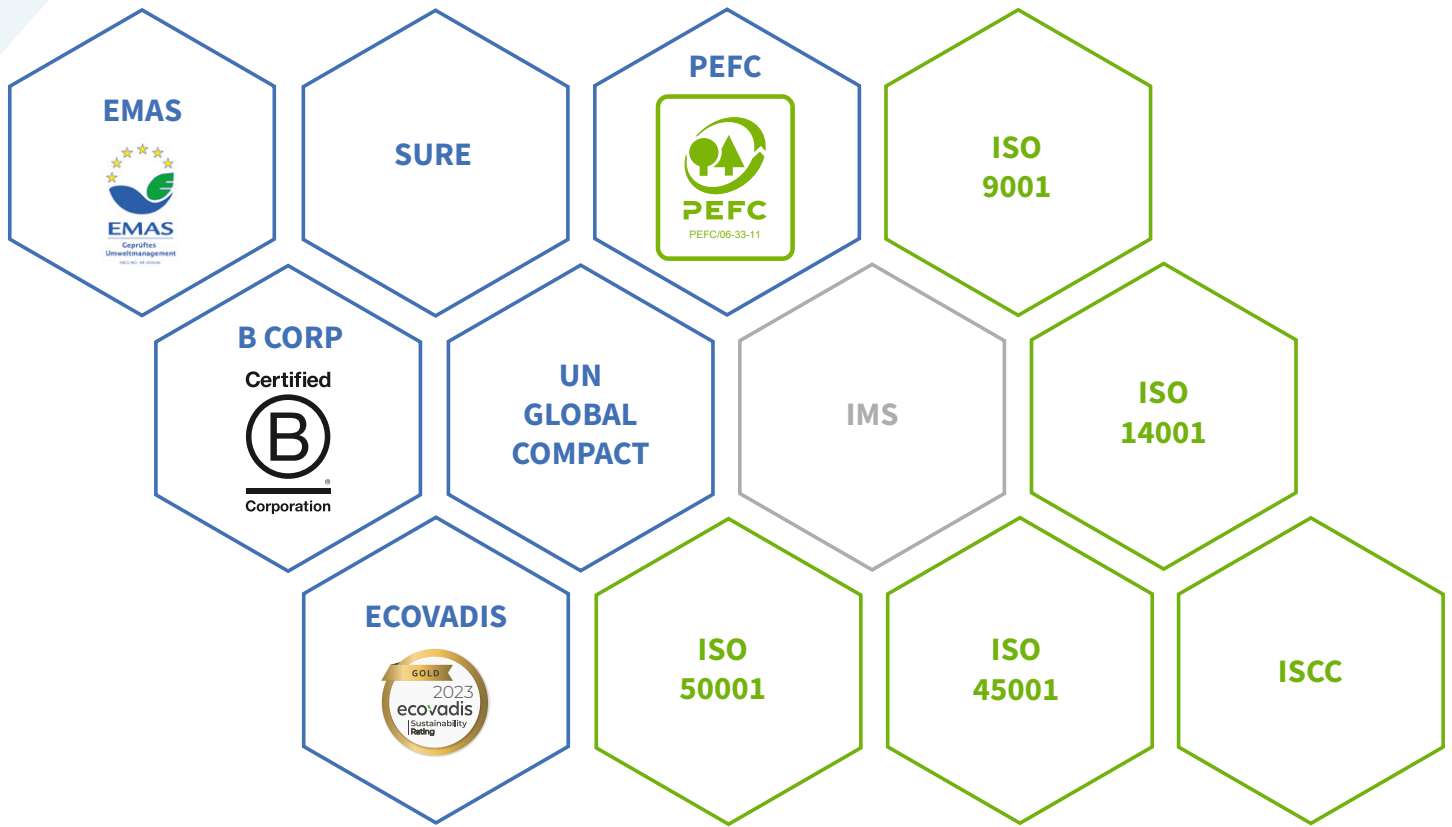 EMAS
EMAS
Geprüftes
Umweltmanagement
SURE
PEFC
PEFC
PEFC/06-33-11
ISO
9001
B CORP
Certified
B
®
Corporation
UN
GLOBAL
COMPACT
IMS
ISO
14001
ECOVADIS
GOLD
2023
ecovadis
Sustainability
Rating
ISO
50001
ISO
45001
ISCC